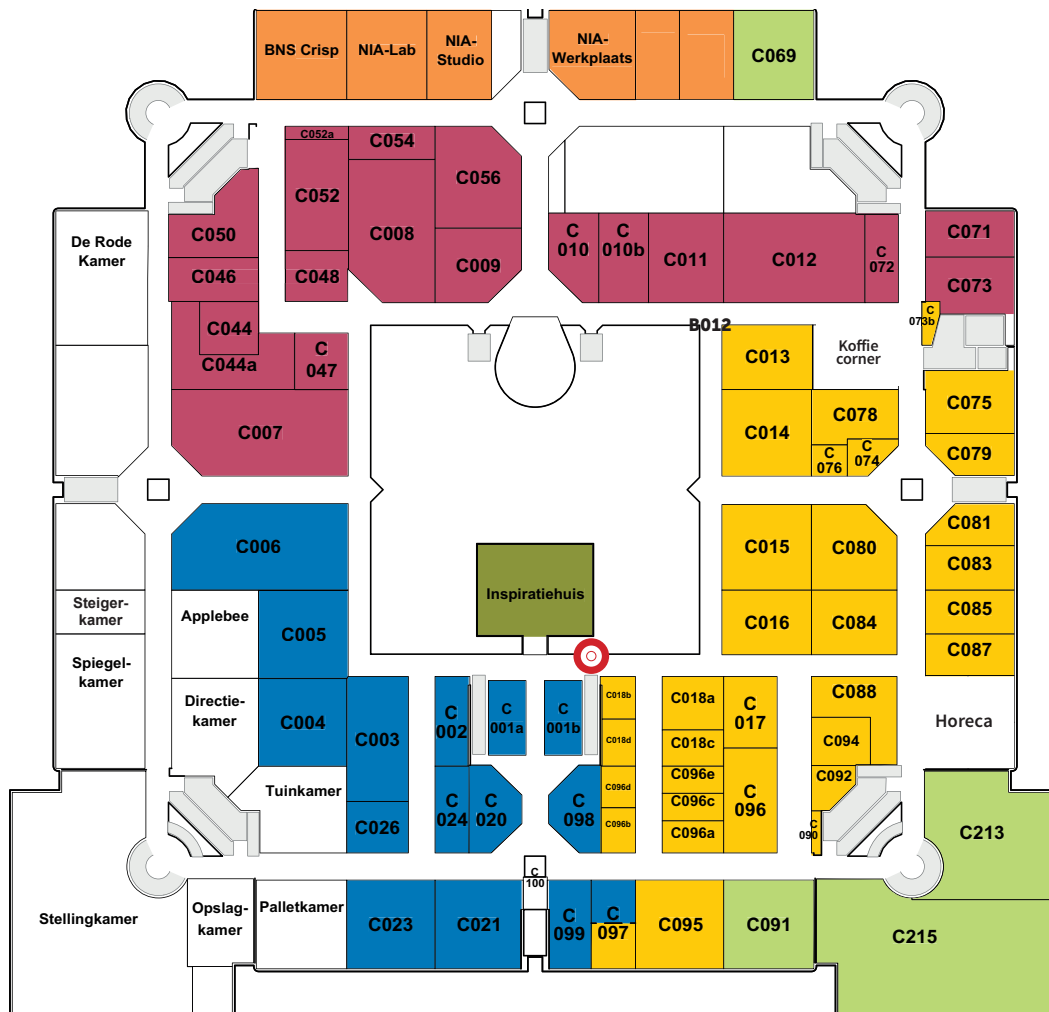 BNS Crisp
NIA-Lab
NIA-
Studio
NIA-
Werkplaats
C069
C052a
C054
C056
C052
C050
C008
C009
C046
C048
C
010
C
010b
C011
C012
C
072
C071
C073
De Rode
Kamer
C044
C044a
C
047
C007
B012
C
073b
C013
Koffie
corner
C014
C078
C
076
C
074
C075
C079
C006
C015
C080
C081
C083
Inspiratiehuis
Steiger-
kamer
Applebee
C005
C016
C084
C085
C087
Spiegel-
kamer
Directie-
kamer
C004
C003
C
002
C
001a
C
001b
C018b
C018d
C018a
C018c
C
017
C088
C094
Horeca
Tuinkamer
C026
C
024
C
020
C
098
C096d
C096b
C096e
C096c
C096a
C
096
C092
C
090
C213
Stellingkamer
Opslag-
kamer
Palletkamer
C023
C021
C
100
C
099
C
097
C095
C091
C215